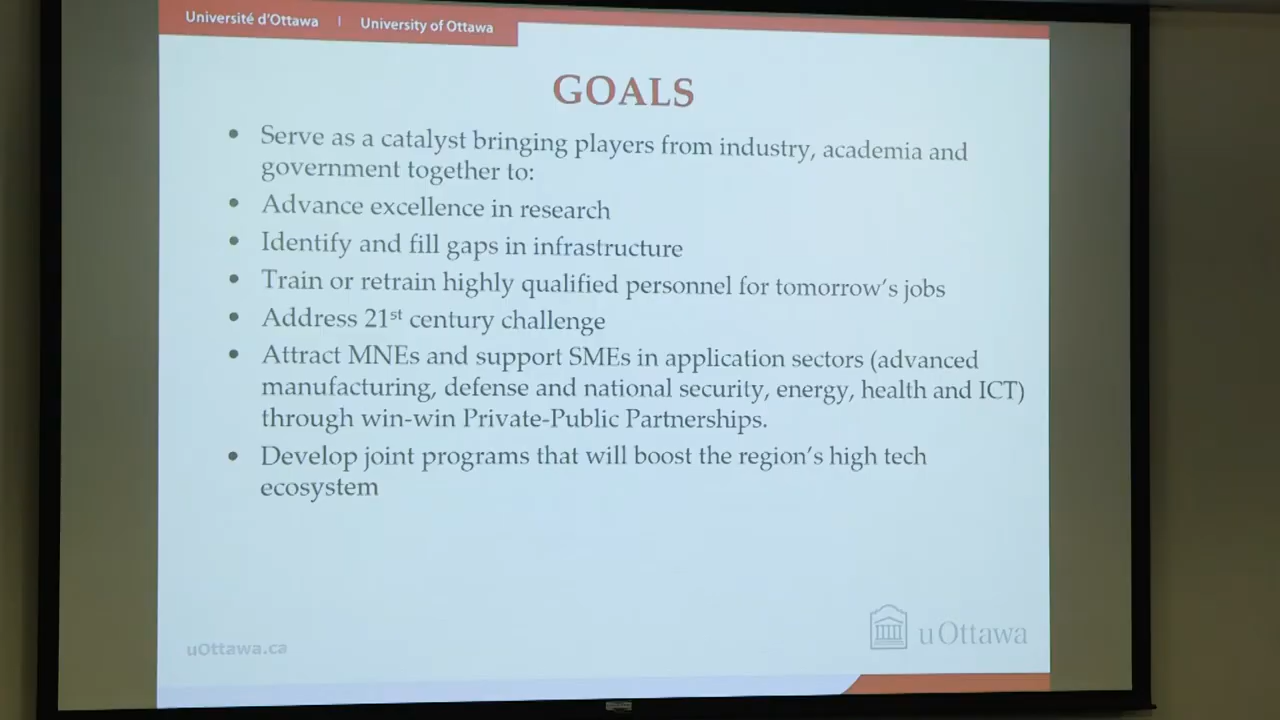 Université d'Ottawa | University of Ottawa
GOALS
• Serve as a catalyst bringing players from industry, academia and
government together to:
• Advance excellence in research
• Identify and fill gaps in infrastructure
• Train or retrain highly qualified personnel for tomorrow's jobs
• Address 21st century challenge
• Attract MNEs and support SMEs in application sectors (advanced
manufacturing, defense and national security, energy, health and ICT)
through win-win Private-Public Partnerships.
• Develop joint programs that will boost the region's high tech
ecosystem
uOttawa.ca
uOttawa